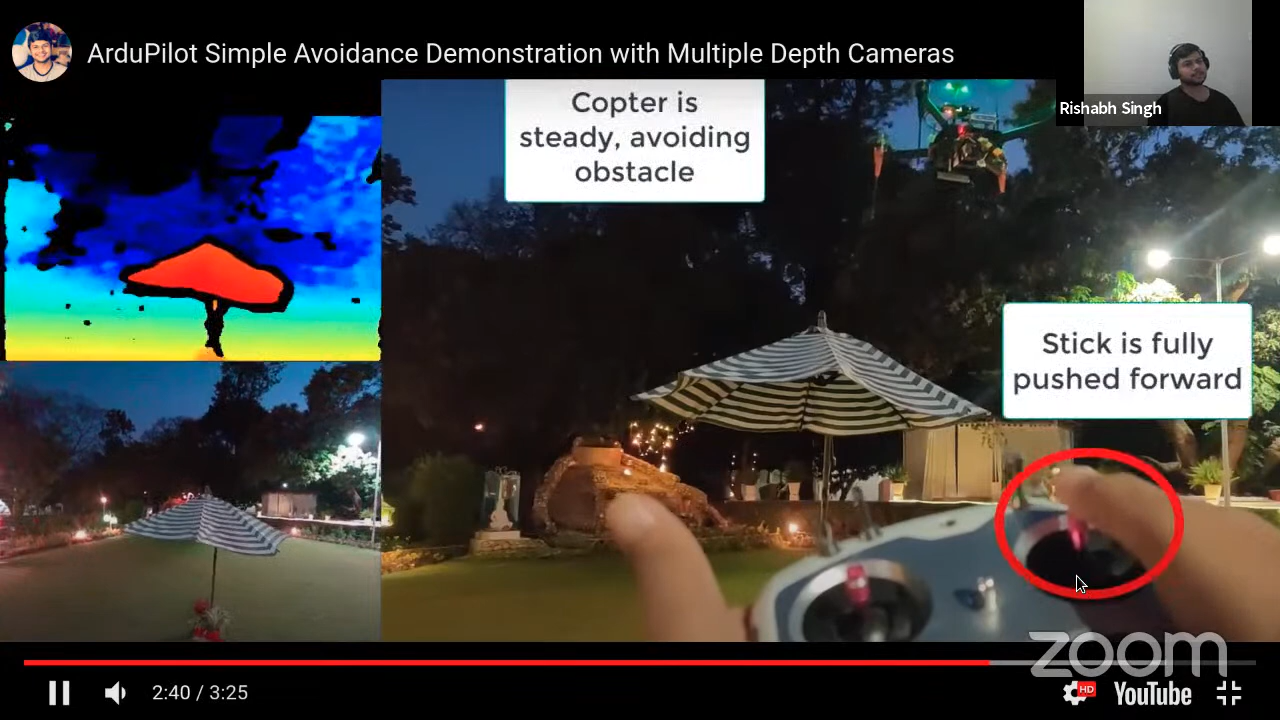 ArduPilot Simple Avoidance Demonstration with Multiple Depth Cameras
Rishabh Singh
Copter is
steady, avoiding
obstacle
Stick is fully
pushed forward
zoom
2:40 / 3:25
HD
YouTube